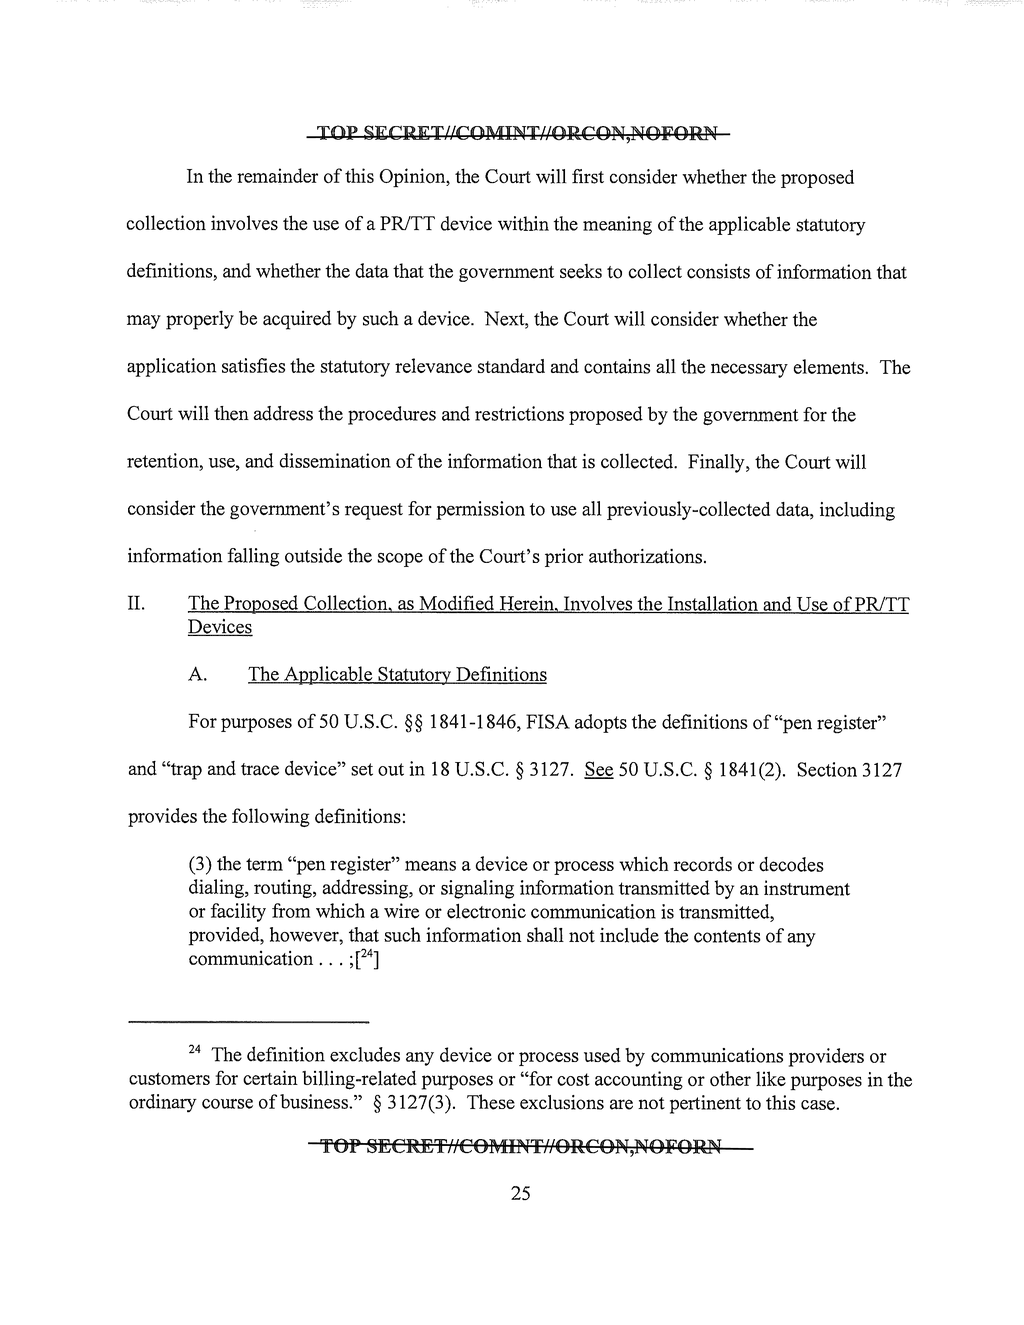 TOP SECRET//COMINT//ORCON,NOFORN
In the remainder of this Opinion, the Court will first consider whether the proposed
collection involves the use of a PR/TT device within the meaning of the applicable statutory
definitions, and whether the data that the government seeks to collect consists of information that
may properly be acquired by such a device. Next, the Court will consider whether the
application satisfies the statutory relevance standard and contains all the necessary elements. The
Court will then address the procedures and restrictions proposed by the government for the
retention, use, and dissemination of the information that is collected. Finally, the Court will
consider the government's request for permission to use all previously-collected data, including
information falling outside the scope of the Court's prior authorizations.
II. The Proposed Collection, as Modified Herein, Involves the Installation and Use of PR/TT
Devices
A. The Applicable Statutory Definitions
For purposes of 50 U.S.C. §§ 1841-1846, FISA adopts the definitions of “pen register”
and “trap and trace device” set out in 18 U.S.C. § 3127. See 50 U.S.C. § 1841(2). Section 3127
provides the following definitions:
(3) the term “pen register” means a device or process which records or decodes
dialing, routing, addressing, or signaling information transmitted by an instrument
or facility from which a wire or electronic communication is transmitted,
provided, however, that such information shall not include the contents of any
communication . . . ;[24]
24 The definition excludes any device or process used by communications providers or
customers for certain billing-related purposes or “for cost accounting or other like purposes in the
ordinary course of business.” § 3127(3). These exclusions are not pertinent to this case.
TOP SECRET//COMINT//ORCON,NOFORN
25